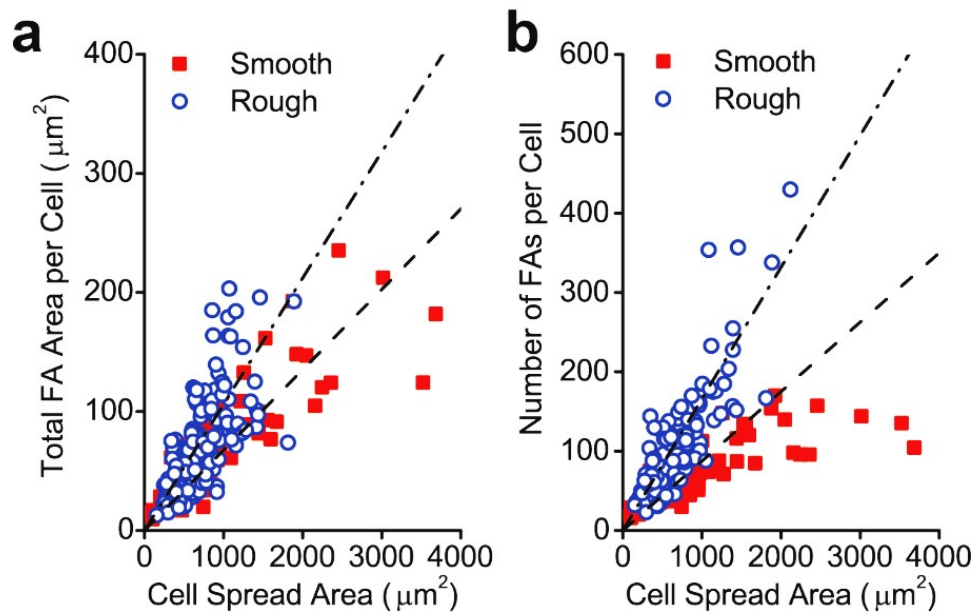 a
Total FA Area per Cell ( μm²)
400
300
200
100
0
Smooth
Rough
0 1000 2000 3000 4000
Cell Spread Area ( μm²)
b
Number of FAs per Cell
600
500
400
300
200
100
0
Smooth
Rough
0 1000 2000 3000 4000
Cell Spread Area ( μm²)